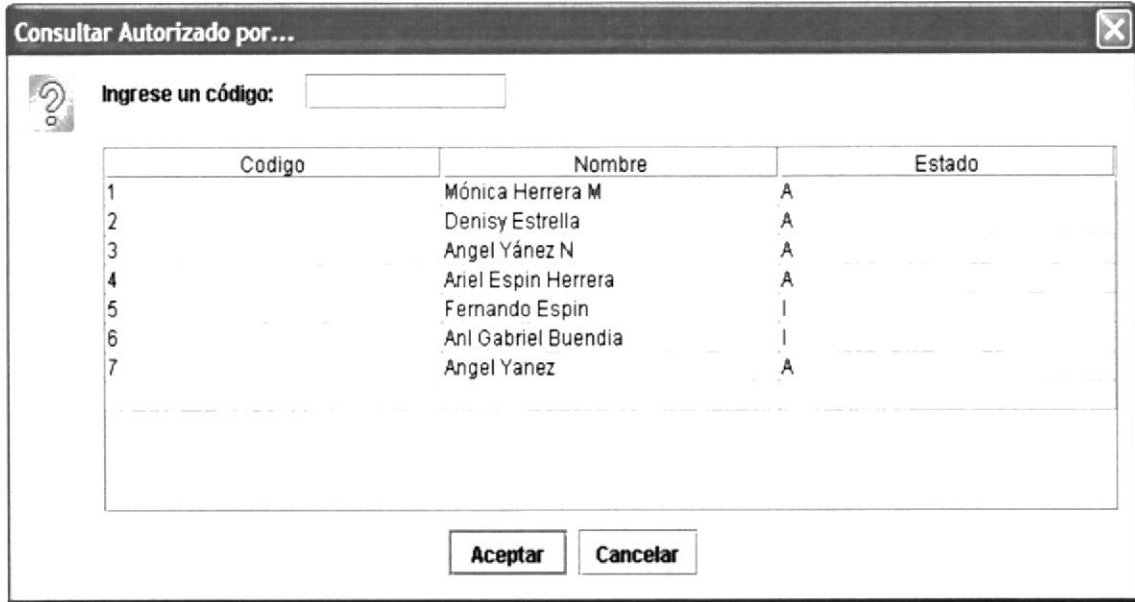 Consultar Autorizado por...
Ingrese un código:
Codigo Nombre Estado
1 Mónica Herrera M A
2 Denisy Estrella A
3 Angel Yánez N A
4 Ariel Espin Herrera A
5 Fernando Espin I
6 Anl Gabriel Buendia I
7 Angel Yanez A
Aceptar Cancelar